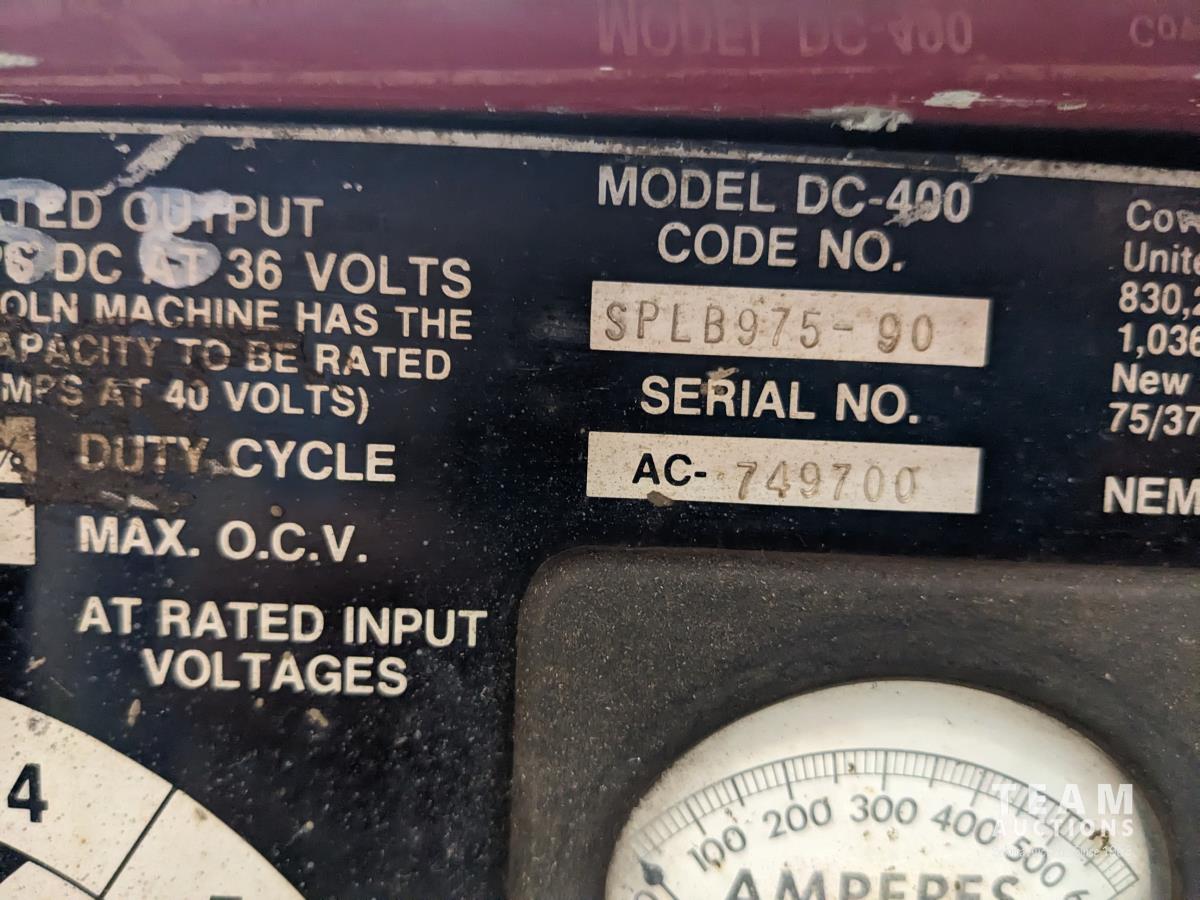 MODEL DC-400
TED OUTPUT
PS DC AT 36 VOLTS
OLN MACHINE HAS THE
APACITY TO BE RATED
MPS AT 40 VOLTS)
% DUTY CYCLE
MAX. O.C.V.
AT RATED INPUT
VOLTAGES
4
MODEL DC-400
CODE NO.
SPLB975-90
SERIAL NO.
AC-749700
Unite
830,
1,036
New
75/37
NEM
100 200 300 400 500 6
AMPERES
TEAM
AUCTIONS